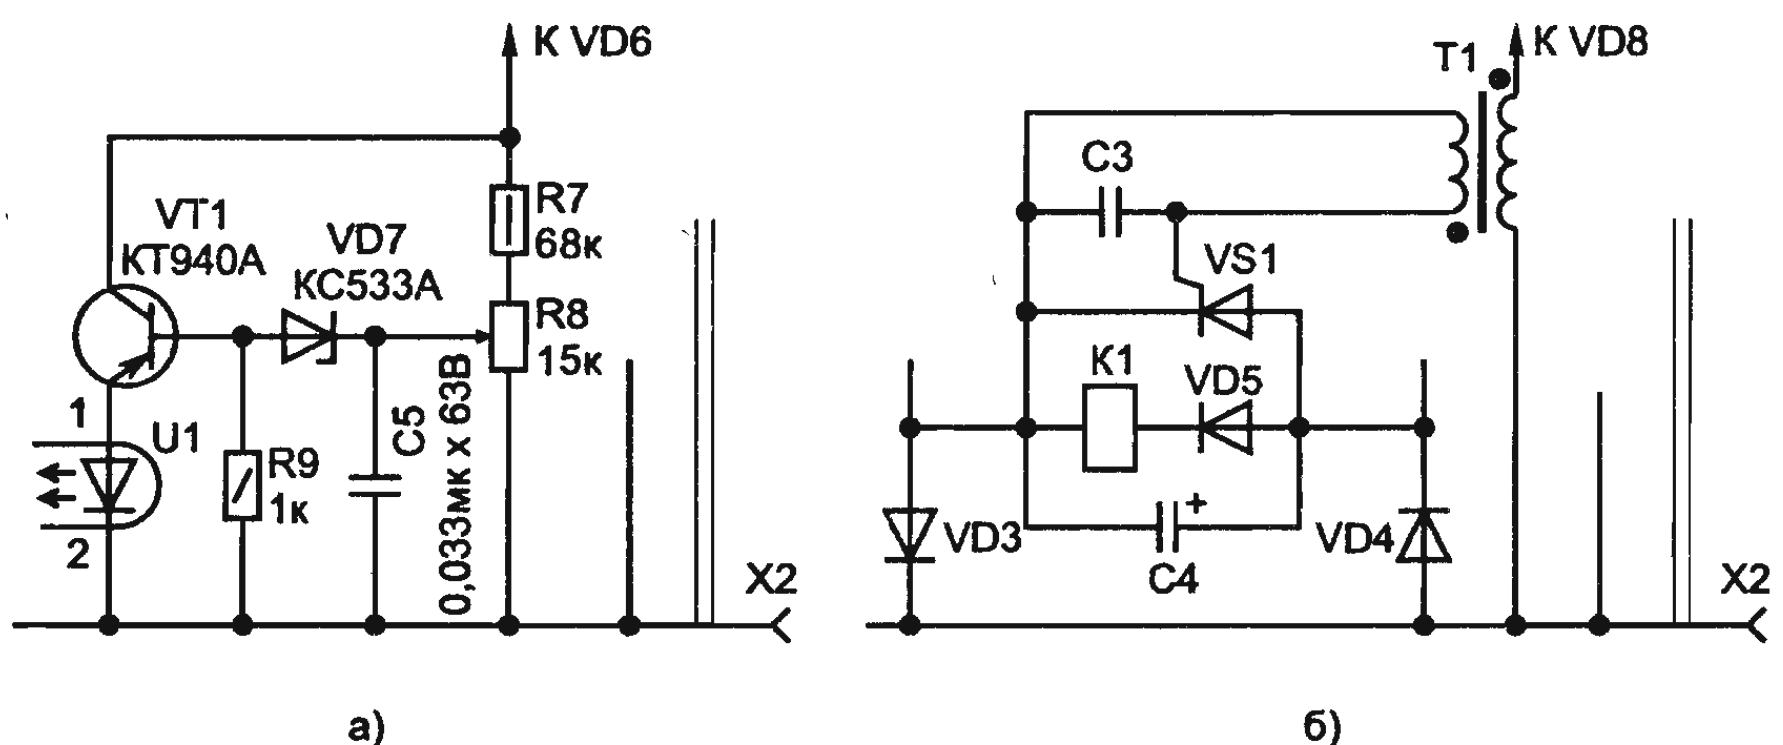 К VD6
VT1
КТ940А
VD7
КС533А
R7
68к
R8
15к
1
U1
2
R9
1к
C5
0,033мк x 63В
X2
а)
T1
К VD8
C3
VS1
K1
VD5
VD3
+
C4
VD4
X2
б)